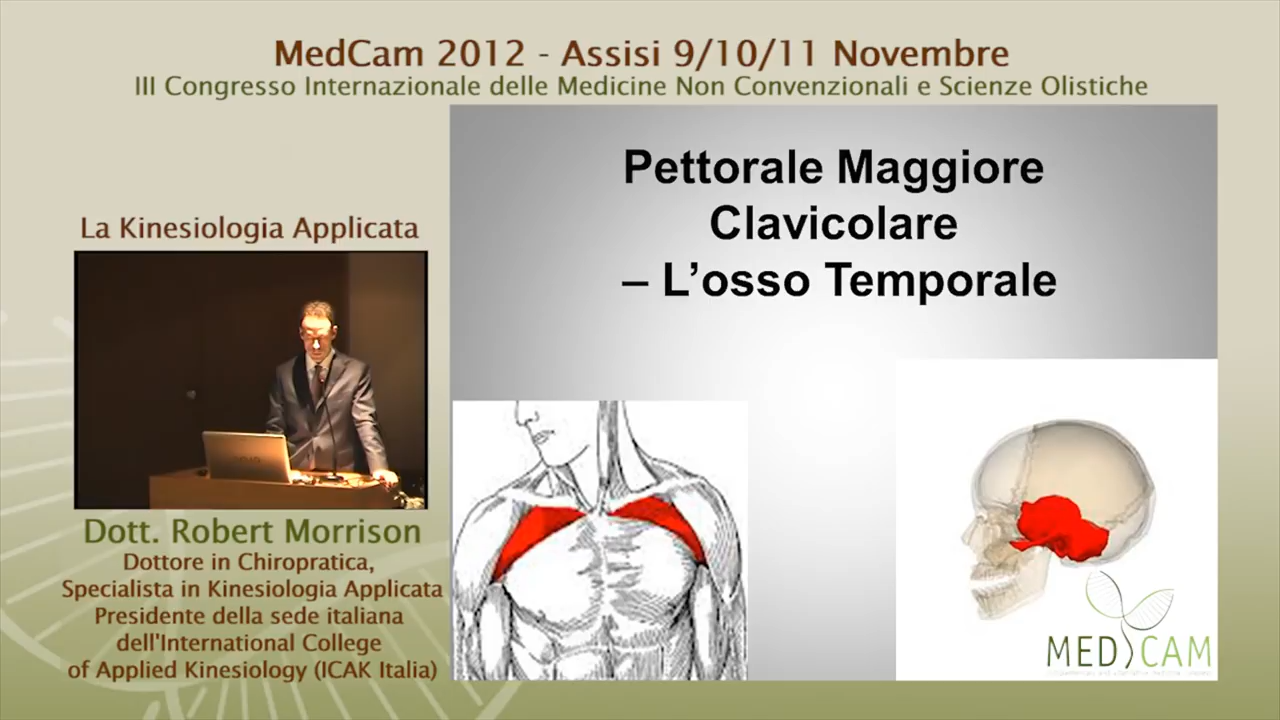 MedCam 2012 - Assisi 9/10/11 Novembre
III Congresso Internazionale delle Medicine Non Convenzionali e Scienze Olistiche
La Kinesiologia Applicata
Dott. Robert Morrison
Dottore in Chiropratica,
Specialista in Kinesiologia Applicata
Presidente della sede italiana
dell'International College
of Applied Kinesiology (ICAK Italia)
Pettorale Maggiore
Clavicolare
– L’osso Temporale
MED CAM